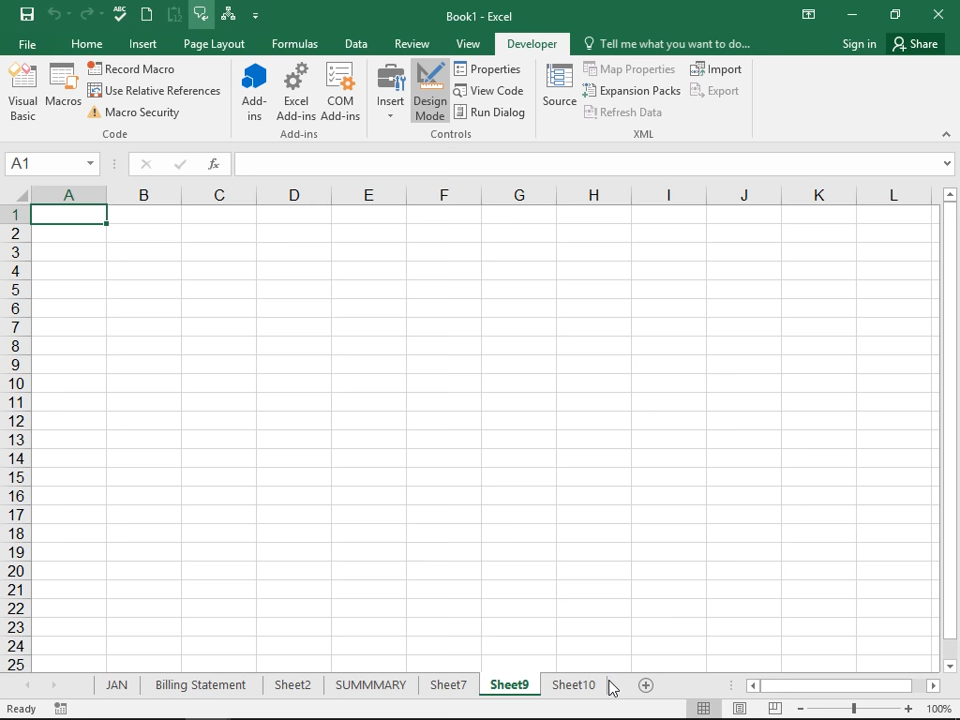 Book1 - Excel
File Home Insert Page Layout Formulas Data Review View Developer Tell me what you want to do... Sign in Share
Visual Basic
Macros
Record Macro
Use Relative References
Macro Security
Code
Add-ins
Excel Add-ins
COM Add-ins
Add-ins
Insert
Design Mode
Properties
View Code
Run Dialog
Controls
Source
Map Properties
Expansion Packs
Refresh Data
Import
Export
XML
A1 fx
A B C D E F G H I J K L
1
2
3
4
5
6
7
8
9
10
11
12
13
14
15
16
17
18
19
20
21
22
23
24
25
JAN Billing Statement Sheet2 SUMMMARY Sheet7 Sheet9 Sheet10
Ready 100%